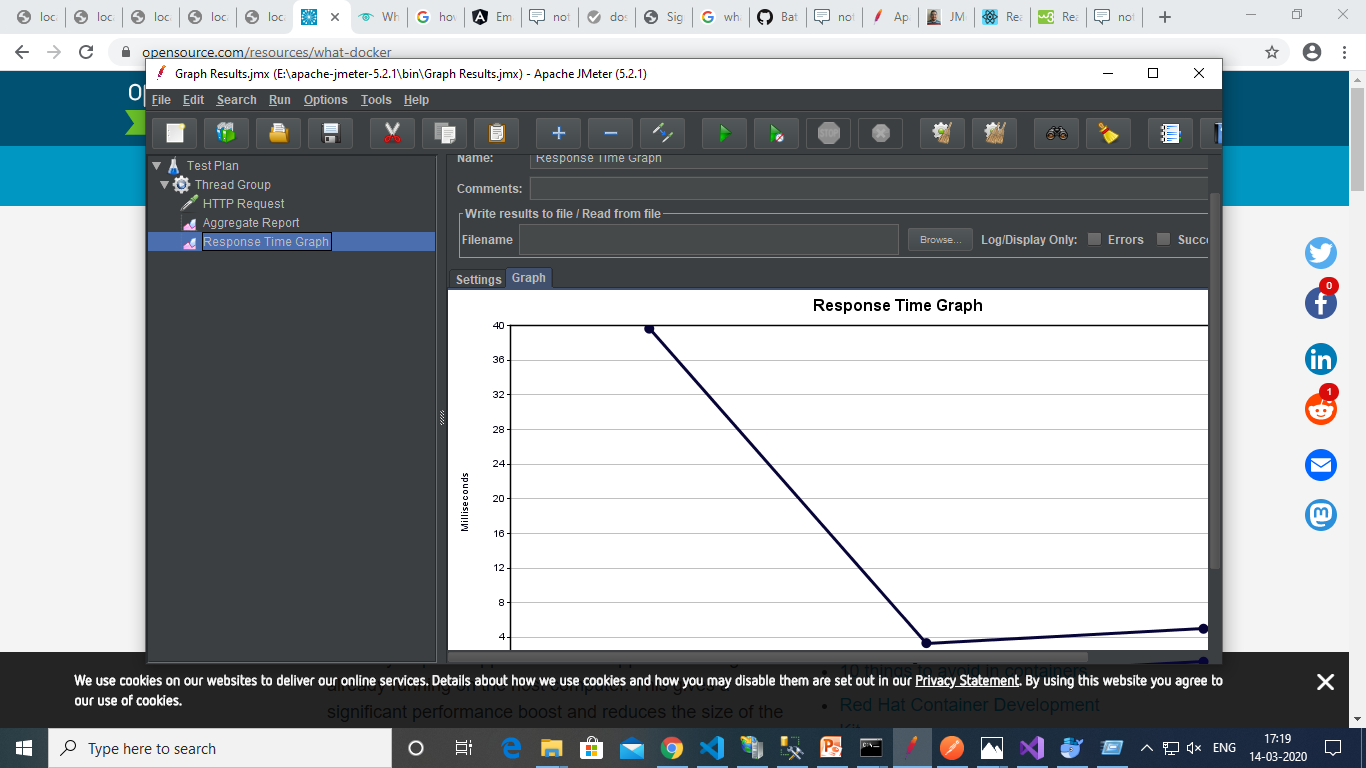 loc
loc
loc
loc
loc
Wh
G hov
Em
not
dos
Sig
wha
Bat
not
Apa
JM
Rea
Rea
not
opensource.com/resources/what-docker
Graph Results.jmx (E:\apache-jmeter-5.2.1\bin\Graph Results.jmx) - Apache JMeter (5.2.1)
File Edit Search Run Options Tools Help
STOP
Test Plan
Thread Group
HTTP Request
Aggregate Report
Response Time Graph
Name: Response Time Graph
Comments:
Write results to file / Read from file
Filename Browse... Log/Display Only: Errors Succe
Settings Graph
Response Time Graph
40
36
32
28
24
20
16
12
8
4
Milliseconds
0
1
10 things to avoid in containers
already running on the host computer. This gives a
Red Hat Container Development
significant performance boost and reduces the size of the
We use cookies on our websites to deliver our online services. Details about how we use cookies and how you may disable them are set out in our Privacy Statement. By using this website you agree to
our use of cookies.
Type here to search
ENG
17:19
14-03-2020